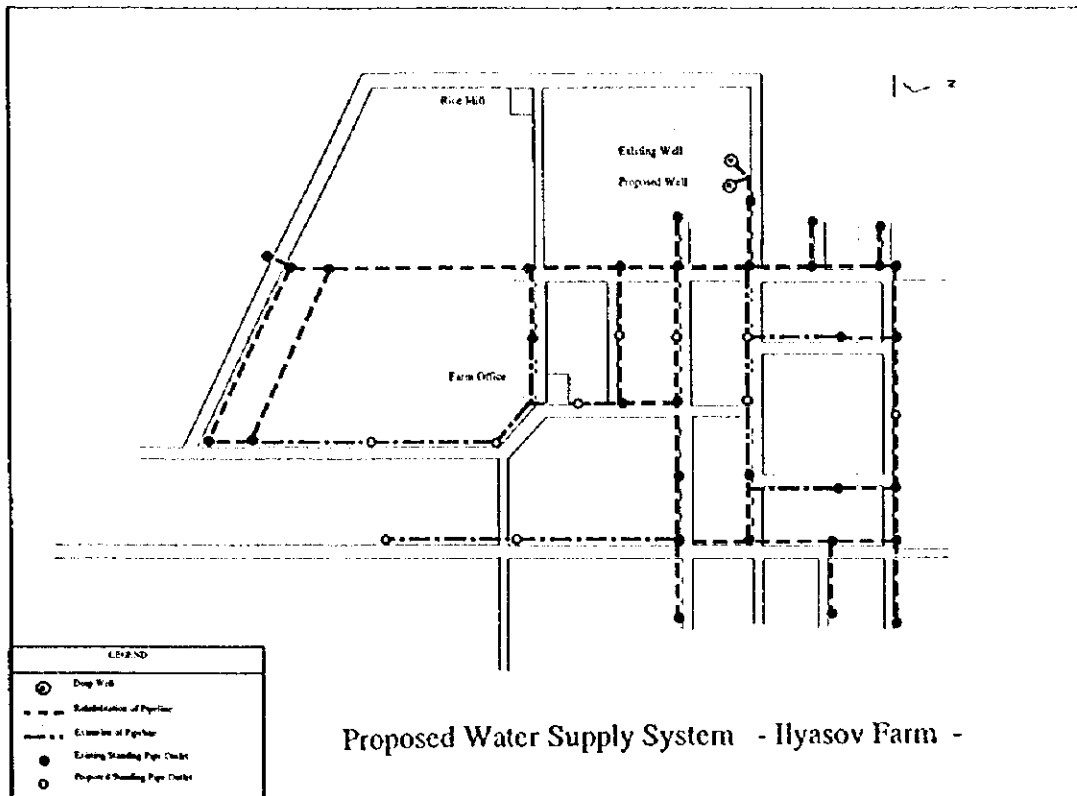 Rice Mill
z
Existing Well
Proposed Well
Farm Office
LEGEND
Deep Well
Rehabilitation of Pipeline
Extension of Pipeline
Existing Standing Pipe Outlet
Proposed Standing Pipe Outlet
Proposed Water Supply System - Ilyasov Farm -